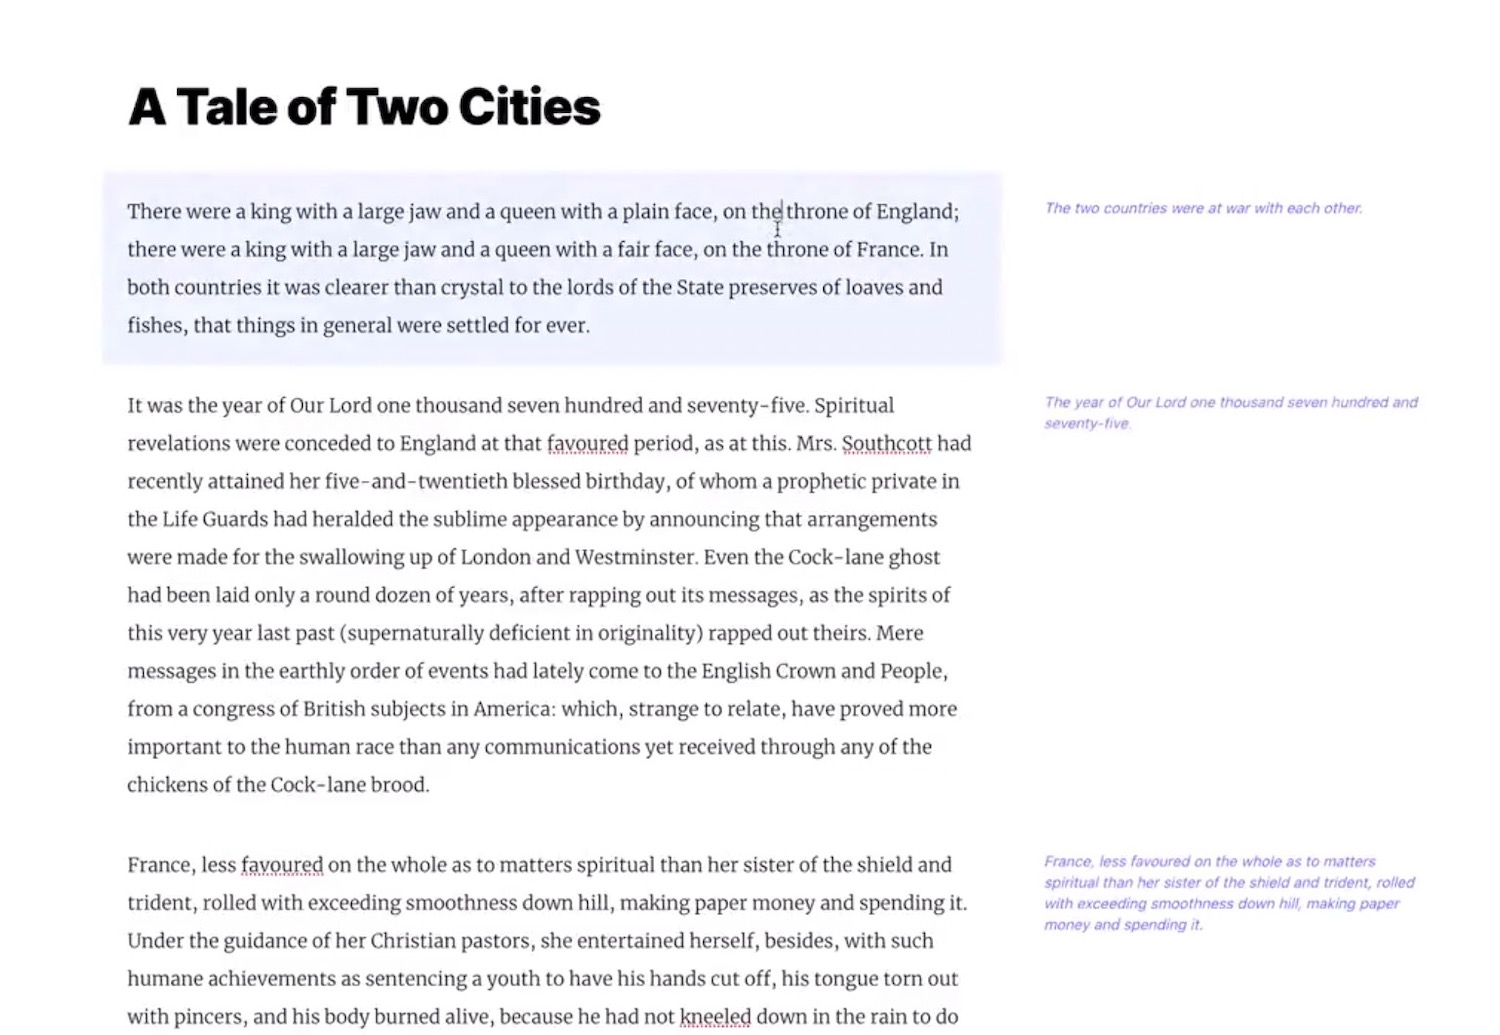 A Tale of Two Cities
There were a king with a large jaw and a queen with a plain face, on the throne of England;
there were a king with a large jaw and a queen with a fair face, on the throne of France. In
both countries it was clearer than crystal to the lords of the State preserves of loaves and
fishes, that things in general were settled for ever.
The two countries were at war with each other.
It was the year of Our Lord one thousand seven hundred and seventy-five. Spiritual
revelations were conceded to England at that favoured period, as at this. Mrs. Southcott had
recently attained her five-and-twentieth blessed birthday, of whom a prophetic private in
the Life Guards had heralded the sublime appearance by announcing that arrangements
were made for the swallowing up of London and Westminster. Even the Cock-lane ghost
had been laid only a round dozen of years, after rapping out its messages, as the spirits of
this very year last past (supernaturally deficient in originality) rapped out theirs. Mere
messages in the earthly order of events had lately come to the English Crown and People,
from a congress of British subjects in America: which, strange to relate, have proved more
important to the human race than any communications yet received through any of the
chickens of the Cock-lane brood.
The year of Our Lord one thousand seven hundred and
seventy-five.
France, less favoured on the whole as to matters spiritual than her sister of the shield and
trident, rolled with exceeding smoothness down hill, making paper money and spending it.
Under the guidance of her Christian pastors, she entertained herself, besides, with such
humane achievements as sentencing a youth to have his hands cut off, his tongue torn out
with pincers, and his body burned alive, because he had not kneeled down in the rain to do
France, less favoured on the whole as to matters
spiritual than her sister of the shield and trident, rolled
with exceeding smoothness down hill, making paper
money and spending it.